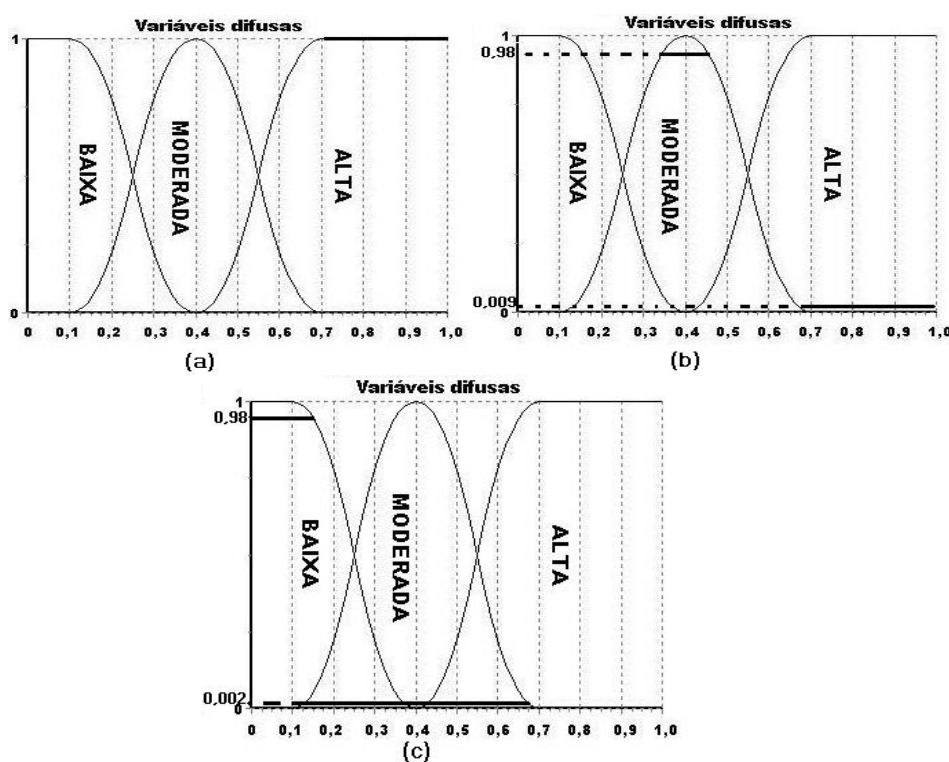 Variáveis difusas
1
BAIXA
MODERADA
ALTA
0
0 0,1 0,2 0,3 0,4 0,5 0,6 0,7 0,8 0,9 1,0
(a)
Variáveis difusas
1
0,98
BAIXA
MODERADA
ALTA
0,009
0
0 0,1 0,2 0,3 0,4 0,5 0,6 0,7 0,8 0,9 1,0
(b)
Variáveis difusas
1
0,98
BAIXA
MODERADA
ALTA
0,002
0
0 0,1 0,2 0,3 0,4 0,5 0,6 0,7 0,8 0,9 1,0
(c)